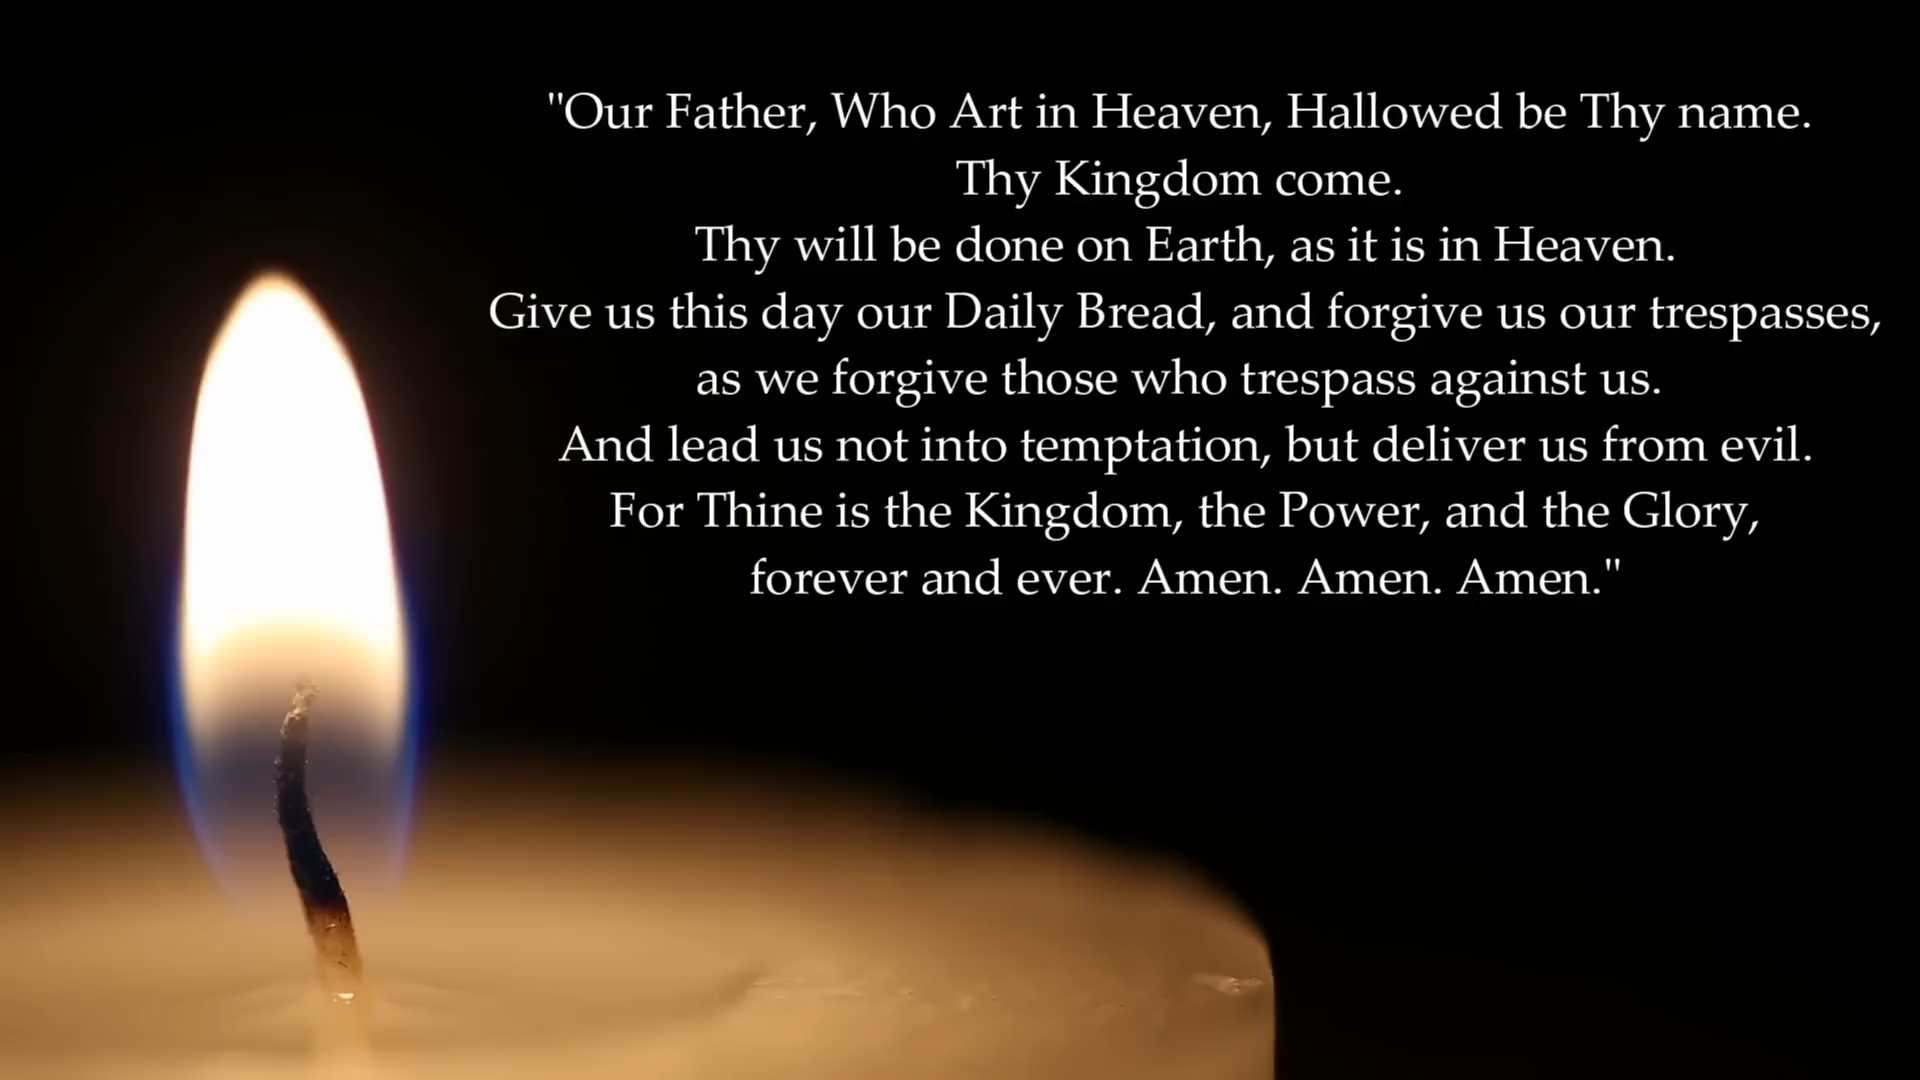 "Our Father, Who Art in Heaven, Hallowed be Thy name.
Thy Kingdom come.
Thy will be done on Earth, as it is in Heaven.
Give us this day our Daily Bread, and forgive us our trespasses,
as we forgive those who trespass against us.
And lead us not into temptation, but deliver us from evil.
For Thine is the Kingdom, the Power, and the Glory,
forever and ever. Amen. Amen. Amen."